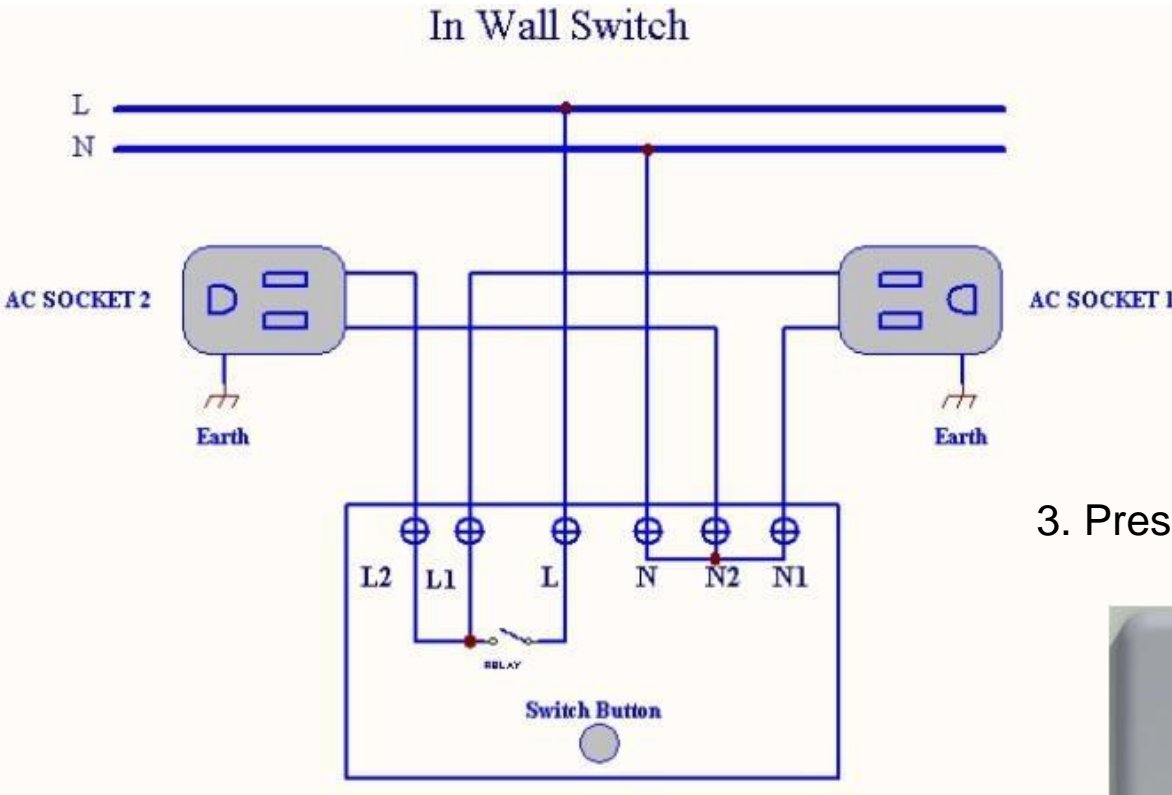 In Wall Switch
L
N
AC SOCKET 2
AC SOCKET 1
Earth
Earth
3. Pres
L2 L1 L N N2 N1
RELAY
Switch Button